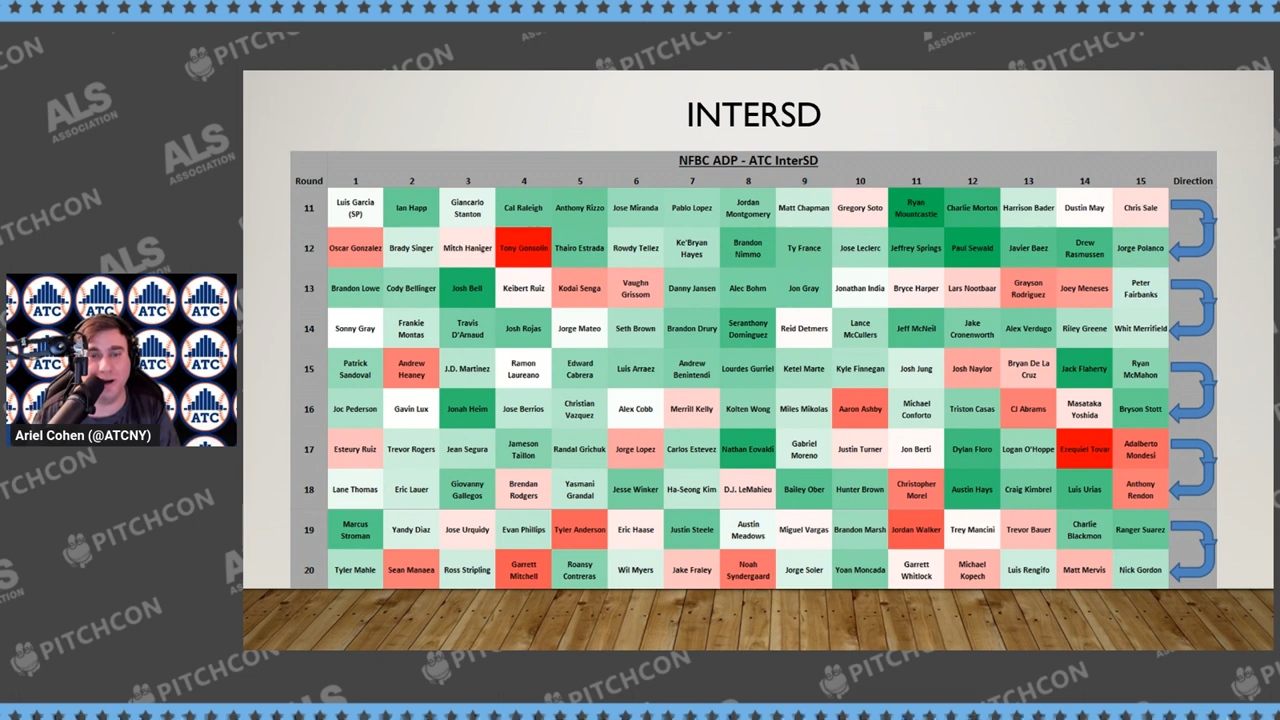 PITCHCON
ALS
ASSOCIATION
INTERSD
NFBC ADP - ATC InterSD
Round 1 2 3 4 5 6 7 8 9 10 11 12 13 14 15 Direction
11 Luis Garcia (SP) Ian Happ Giancarlo Stanton Cal Raleigh Anthony Rizzo Jose Miranda Pablo Lopez Jordan Montgomery Matt Chapman Gregory Soto Ryan Mountcastle Charlie Morton Harrison Bader Dustin May Chris Sale
12 Oscar Gonzalez Brady Singer Mitch Haniger Tony Gonsolin Thairo Estrada Rowdy Tellez Ke'Bryan Hayes Brandon Nimmo Ty France Jose Leclerc Jeffrey Springs Paul Sewald Javier Baez Drew Rasmussen Jorge Polanco
13 Brandon Lowe Cody Bellinger Josh Bell Keibert Ruiz Kodai Senga Vaughn Grissom Danny Jansen Alec Bohm Jon Gray Jonathan India Bryce Harper Lars Nootbaar Grayson Rodriguez Joey Meneses Peter Fairbanks
14 Sonny Gray Frankie Montas Travis D'Arnaud Josh Rojas Jorge Mateo Seth Brown Brandon Drury Seranthony Dominguez Reid Detmers Lance McCullers Jeff McNeil Jake Cronenworth Alex Verdugo Riley Greene Whit Merrifield
15 Patrick Sandoval Andrew Heaney J.D. Martinez Ramon Laureano Edward Cabrera Luis Arraez Andrew Benintendi Lourdes Gurriel Ketel Marte Kyle Finnegan Josh Jung Josh Naylor Bryan De La Cruz Jack Flaherty Ryan McMahon
16 Joc Pederson Gavin Lux Jonah Heim Jose Berrios Christian Vazquez Alex Cobb Merrill Kelly Kolten Wong Miles Mikolas Aaron Ashby Michael Conforto Triston Casas CJ Abrams Masataka Yoshida Bryson Stott
17 Esteury Ruiz Trevor Rogers Jean Segura Jameson Taillon Randal Grichuk Jorge Lopez Carlos Estevez Nathan Eovaldi Gabriel Moreno Justin Turner Jon Berti Dylan Floro Logan O'Hoppe Ezequiel Tovar Adalberto Mondesi
18 Lane Thomas Eric Lauer Giovanny Gallegos Brendan Rodgers Yasmani Grandal Jesse Winker Ha-Seong Kim D.J. LeMahieu Bailey Ober Hunter Brown Christopher Morel Austin Hays Craig Kimbrel Luis Urias Anthony Rendon
19 Marcus Stroman Yandy Diaz Jose Urquidy Evan Phillips Tyler Anderson Eric Haase Justin Steele Austin Meadows Miguel Vargas Brandon Marsh Jordan Walker Trey Mancini Trevor Bauer Charlie Blackmon Ranger Suarez
20 Tyler Mahle Sean Manaea Ross Stripling Garrett Mitchell Roansy Contreras Wil Myers Jake Fraley Noah Syndergaard Jorge Soler Yoan Moncada Garrett Whitlock Michael Kopech Luis Rengifo Matt Mervis Nick Gordon
ATC
Ariel Cohen (@ATCNY)